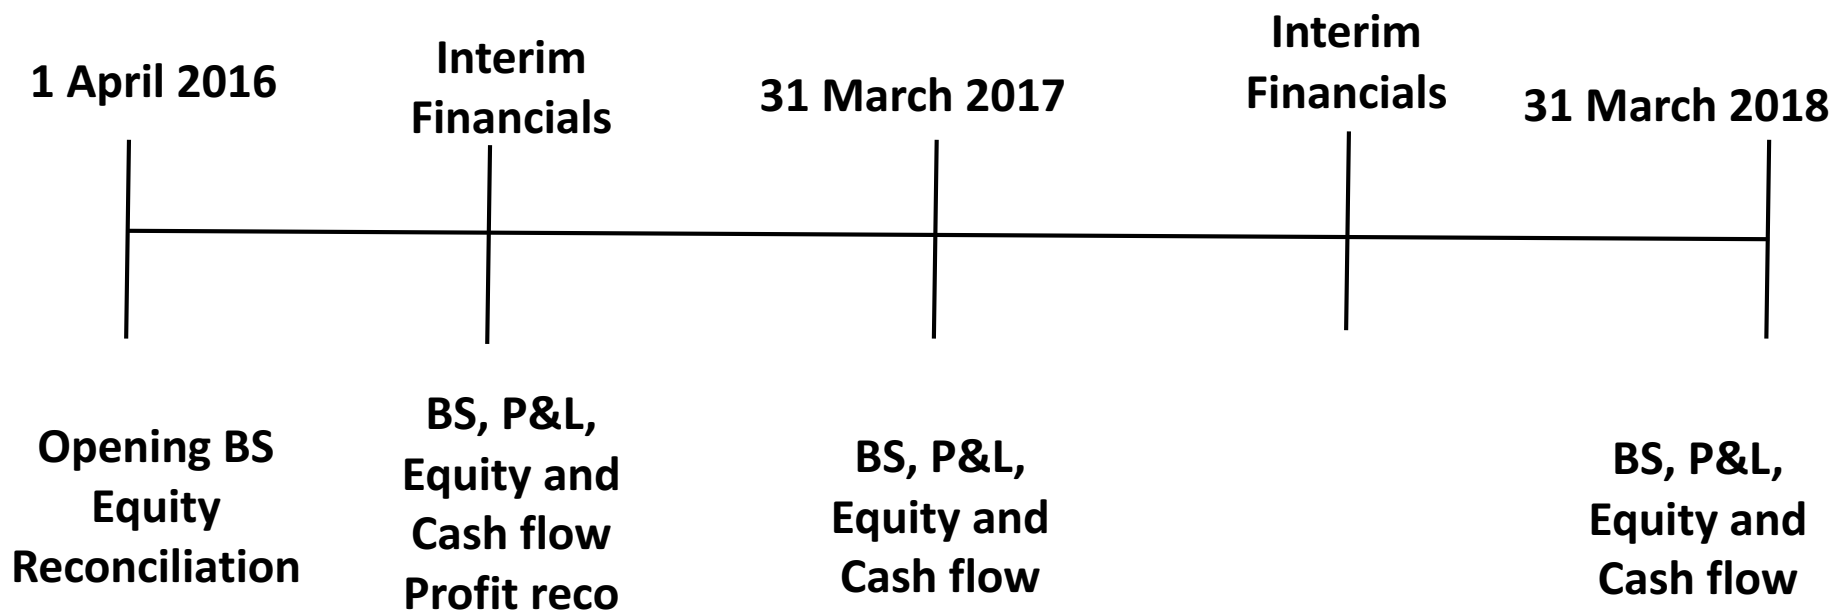 1 April 2016
Interim
Financials
31 March 2017
Interim
Financials
31 March 2018
Opening BS
Equity
Reconciliation
BS, P&L,
Equity and
Cash flow
Profit reco
BS, P&L,
Equity and
Cash flow
BS, P&L,
Equity and
Cash flow